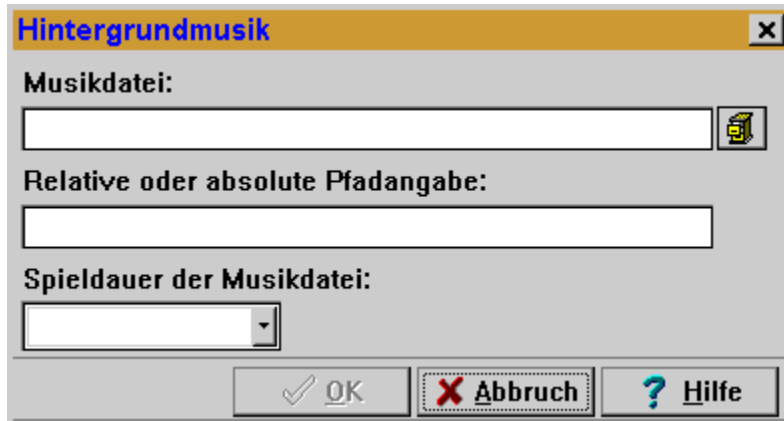 Hintergrundmusik
Musikdatei:
Relative oder absolute Pfadangabe:
Spieldauer der Musikdatei:
OK Abbruch Hilfe